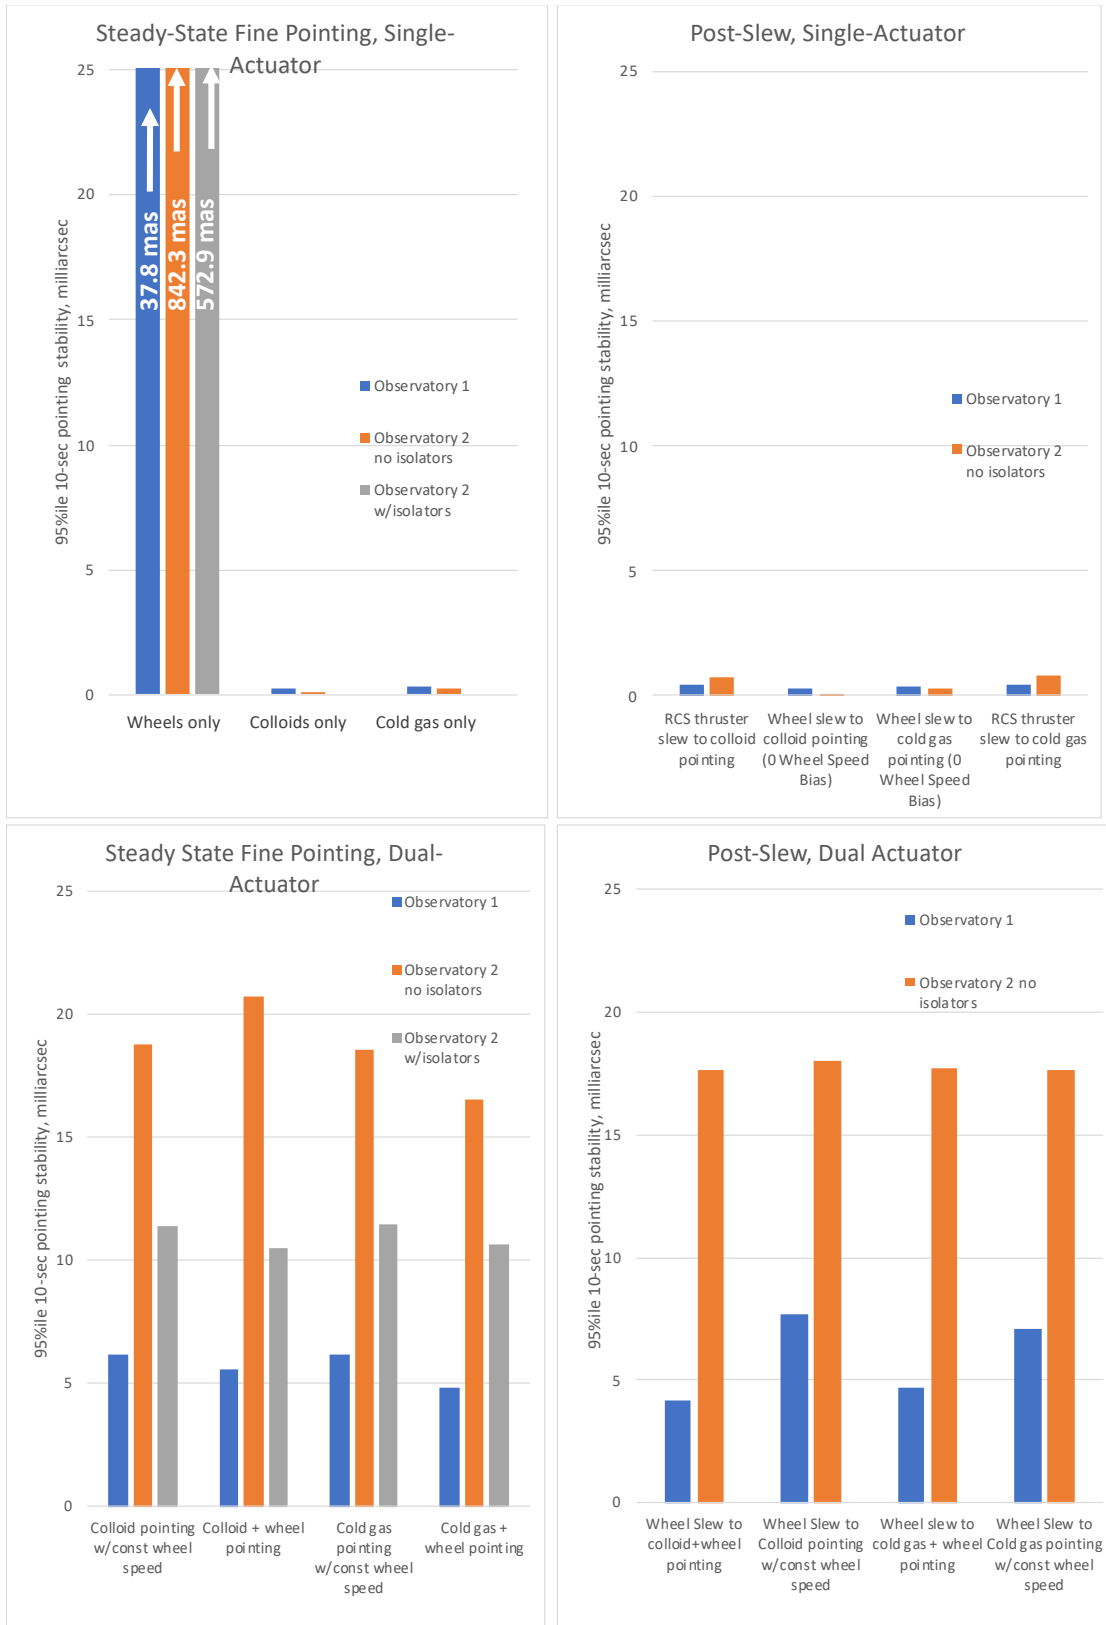 Steady-State Fine Pointing, Single-
Actuator
95%ile 10-sec pointing stability, milliarcsec
25
20
15
10
5
0
37.8 mas
842.3 mas
572.9 mas
Observatory 1
Observatory 2
no isolators
Observatory 2
w/isolators
Wheels only
Colloids only
Cold gas only
Post-Slew, Single-Actuator
95%ile 10-sec pointing stability, milliarcsec
25
20
15
10
5
0
Observatory 1
Observatory 2
no isolators
RCS thruster
slew to colloid
pointing
Wheel slew to
colloid pointing
(0 Wheel Speed
Bias)
Wheel slew to
cold gas
pointing (0
Wheel Speed
Bias)
RCS thruster
slew to cold gas
pointing
Steady State Fine Pointing, Dual-
Actuator
95%ile 10-sec pointing stability, milliarcsec
25
20
15
10
5
0
Observatory 1
Observatory 2
no isolators
Observatory 2
w/isolators
Colloid pointing
w/const wheel
speed
Colloid + wheel
pointing
Cold gas
pointing
w/const wheel
speed
Cold gas +
wheel pointing
Post-Slew, Dual Actuator
95%ile 10-sec pointing stability, milliarcsec
25
20
15
10
5
0
Observatory 1
Observatory 2 no
isolators
Wheel Slew to
colloid+wheel
pointing
Wheel Slew to
Colloid pointing
w/const wheel
speed
Wheel slew to
cold gas + wheel
pointing
Wheel Slew to
Cold gas pointing
w/const wheel
speed